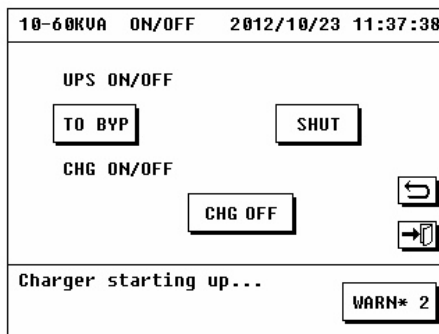 10-60KVA ON/OFF 2012/10/23 11:37:38
UPS ON/OFF
TO BYP SHUT
CHG ON/OFF
CHG OFF
Charger starting up...
WARN* 2